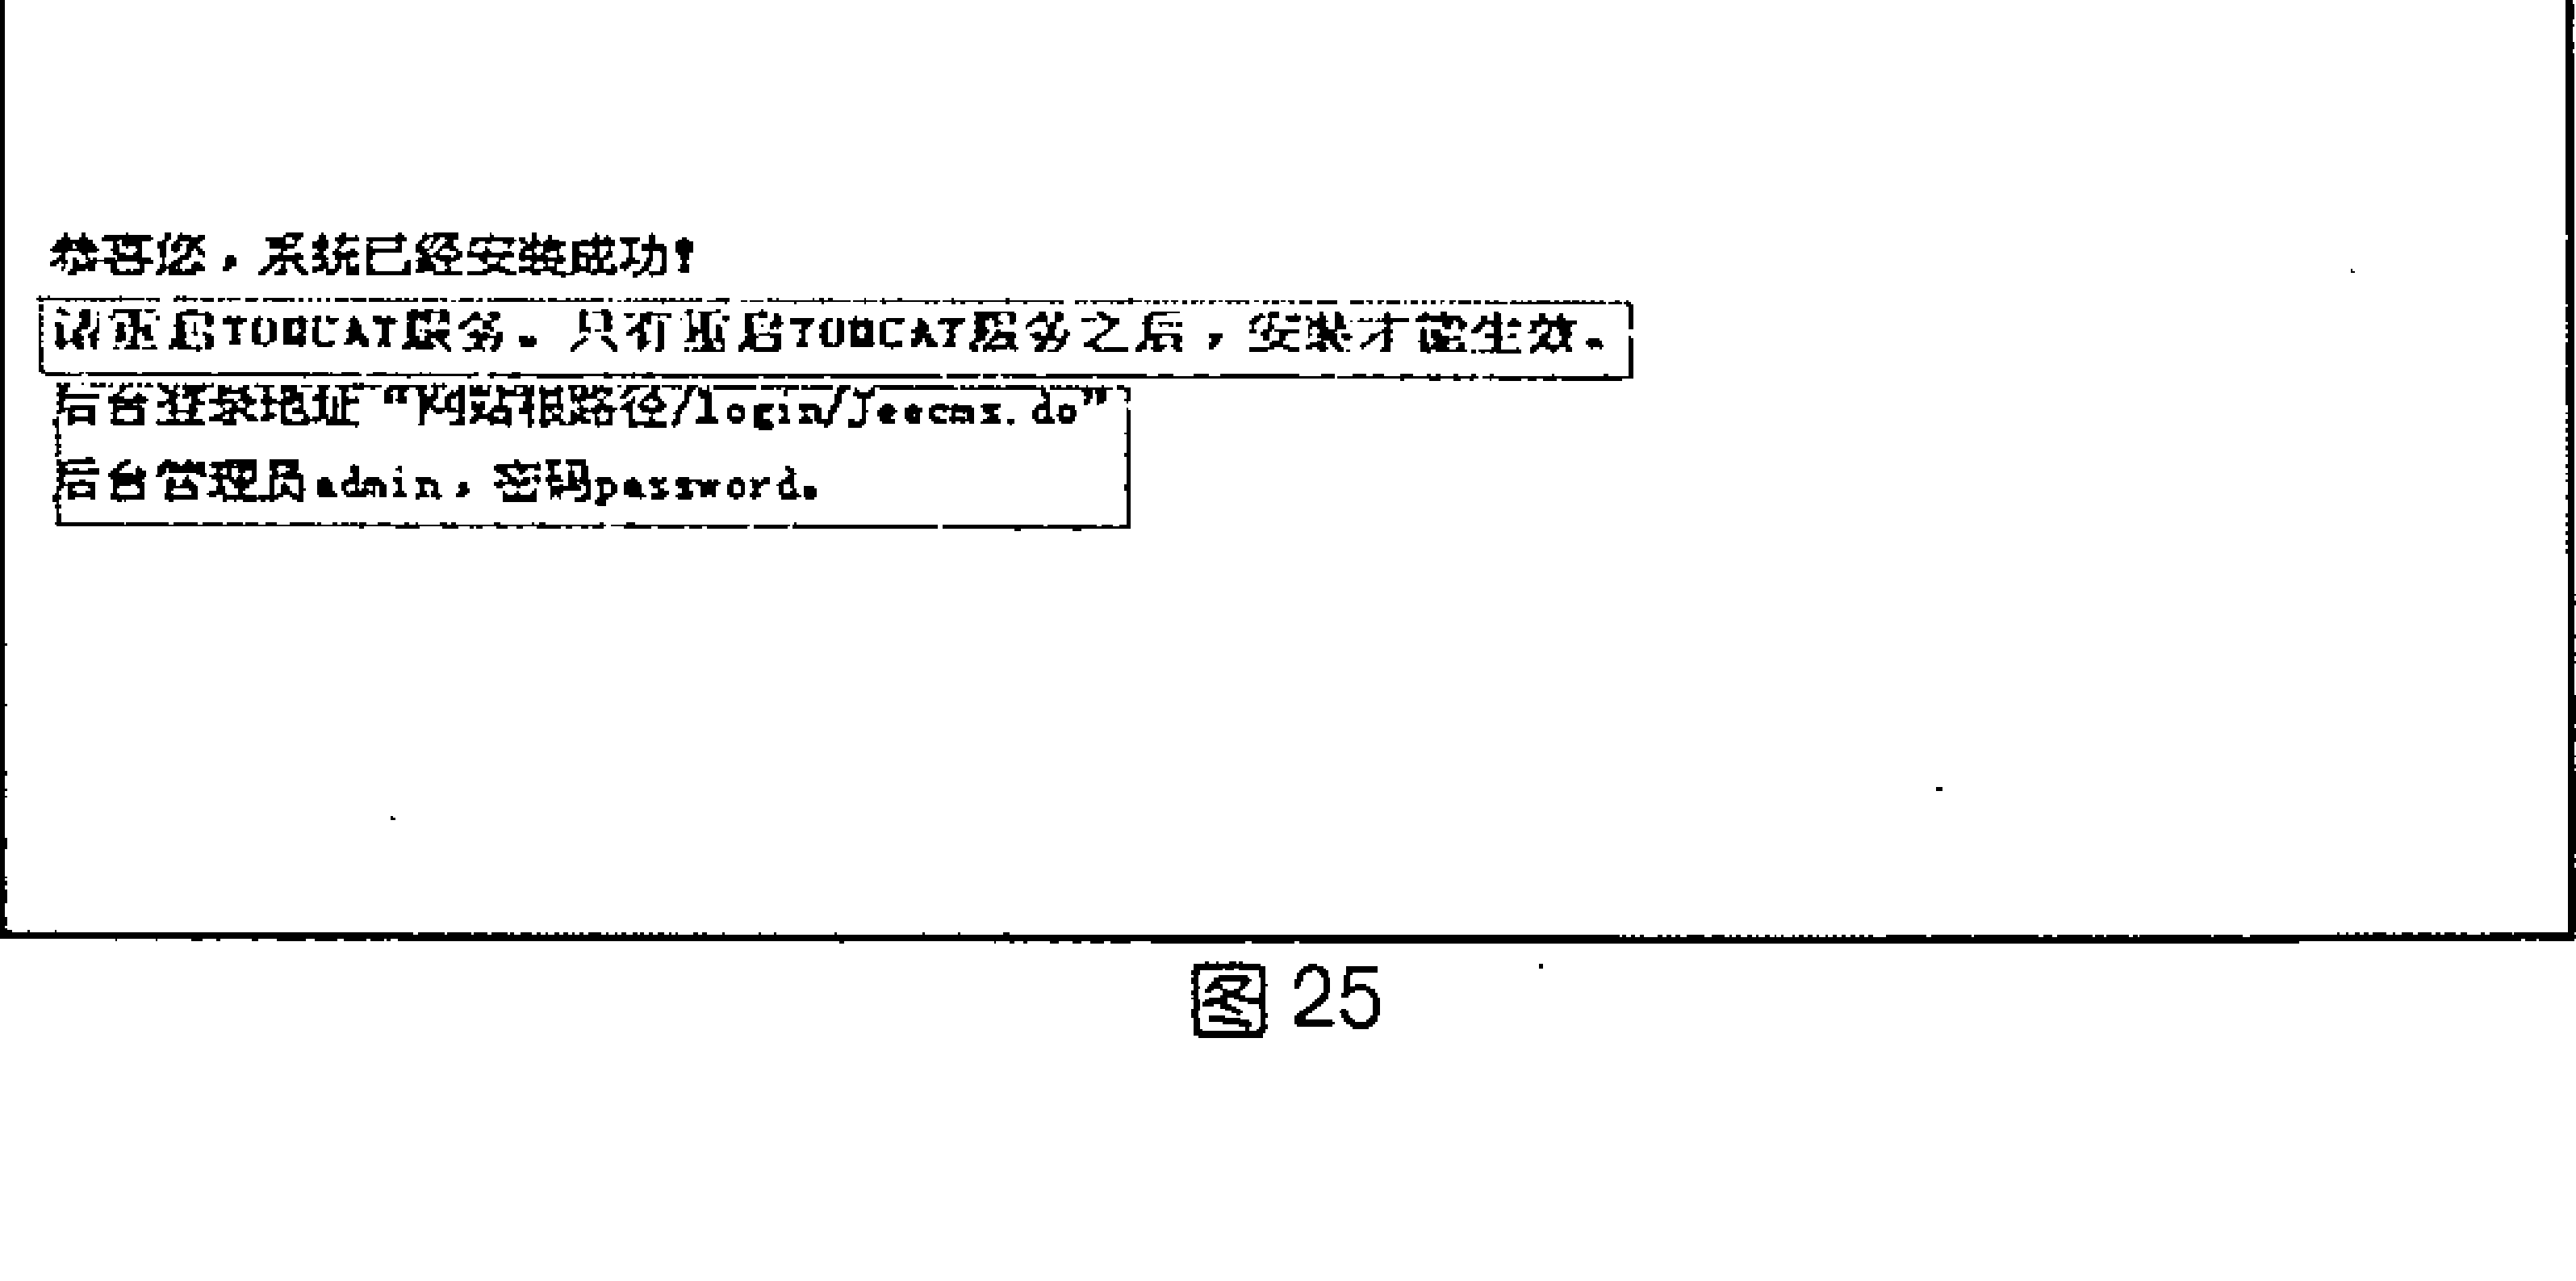 恭喜您，系统已经安装成功！
请重启TOMCAT服务。只有重启TOMCAT服务之后，安装才能生效。
后台登录地址“网站根路径/login/Jeecms.do”
后台管理员admin，密码password。
图 25